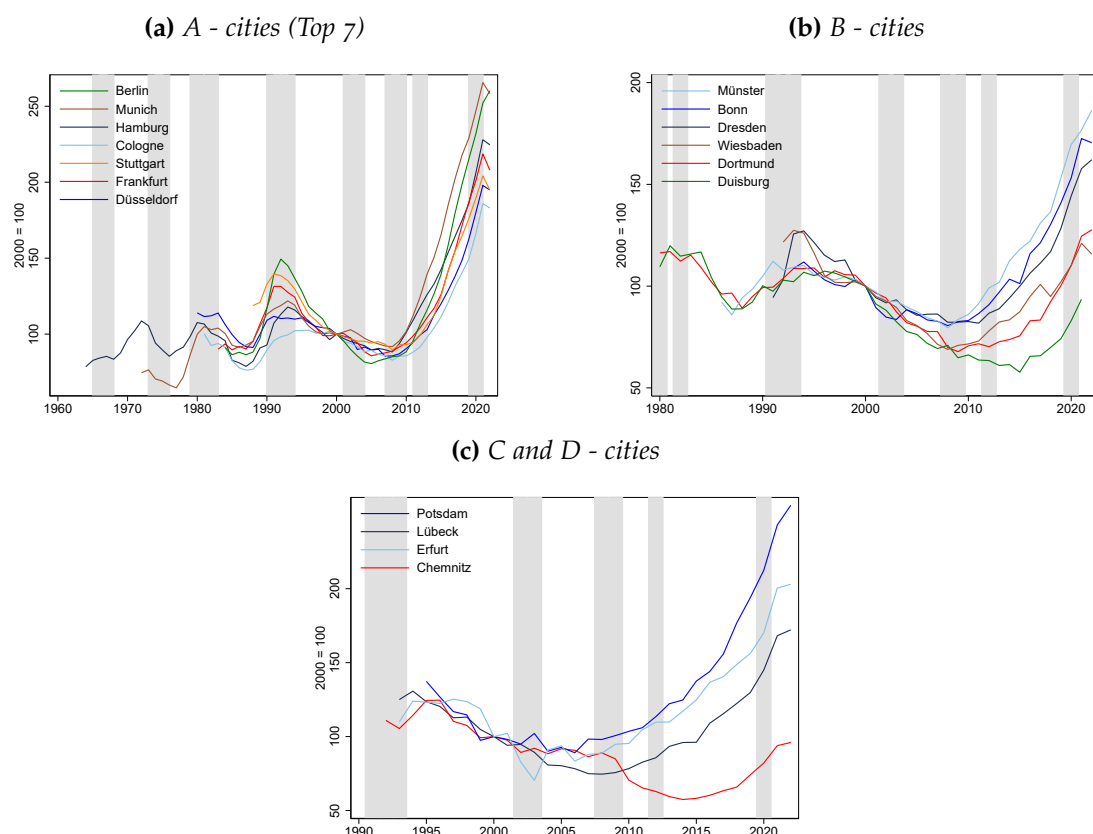 (a) A - cities (Top 7)
250
200
150
100
2000 = 100
Berlin
Munich
Hamburg
Cologne
Stuttgart
Frankfurt
Düsseldorf
1960 1970 1980 1990 2000 2010 2020
(b) B - cities
200
150
100
50
2000 = 100
Münster
Bonn
Dresden
Wiesbaden
Dortmund
Duisburg
1980 1990 2000 2010 2020
(c) C and D - cities
200
150
100
50
2000 = 100
Potsdam
Lübeck
Erfurt
Chemnitz
1990 1995 2000 2005 2010 2015 2020